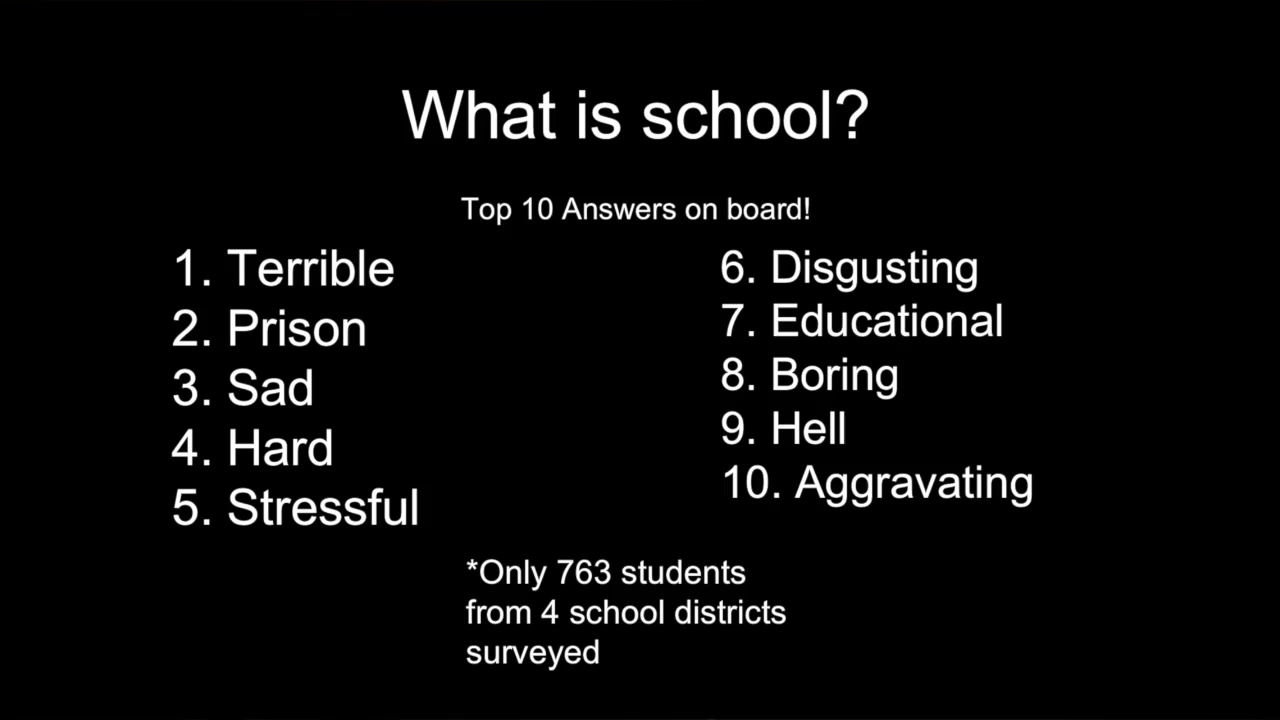 What is school?
Top 10 Answers on board!
1. Terrible
2. Prison
3. Sad
4. Hard
5. Stressful
6. Disgusting
7. Educational
8. Boring
9. Hell
10. Aggravating
*Only 763 students
from 4 school districts
surveyed